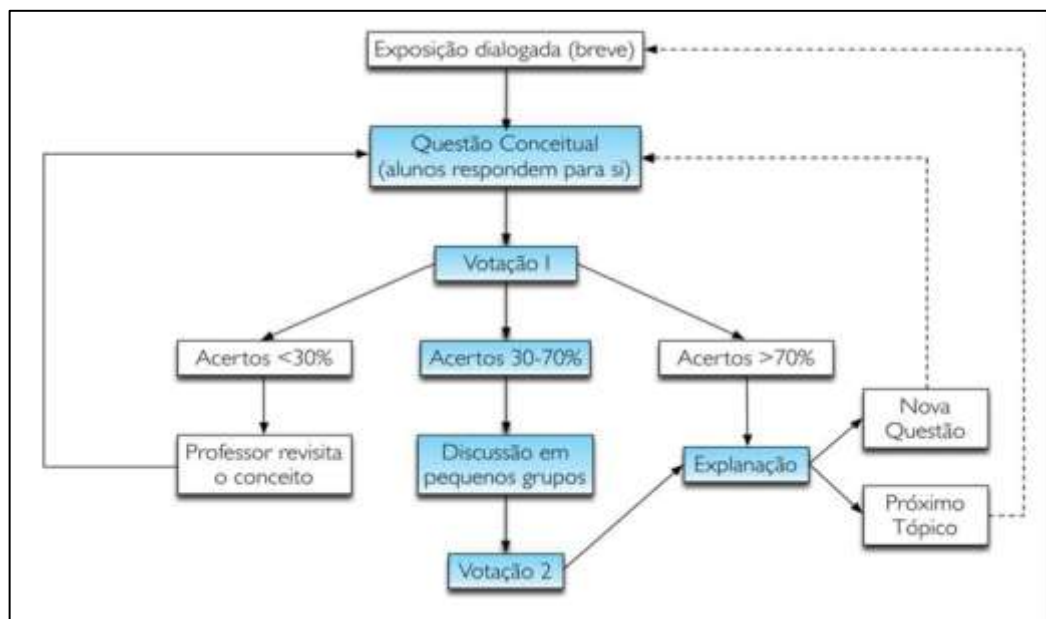 Exposição dialogada (breve)
Questão Conceitual
(alunos respondem para si)
Votação I
Acertos <30%
Acertos 30-70%
Acertos >70%
Professor revisita
o conceito
Discussão em
pequenos grupos
Explanação
Nova
Questão
Próximo
Tópico
Votação 2